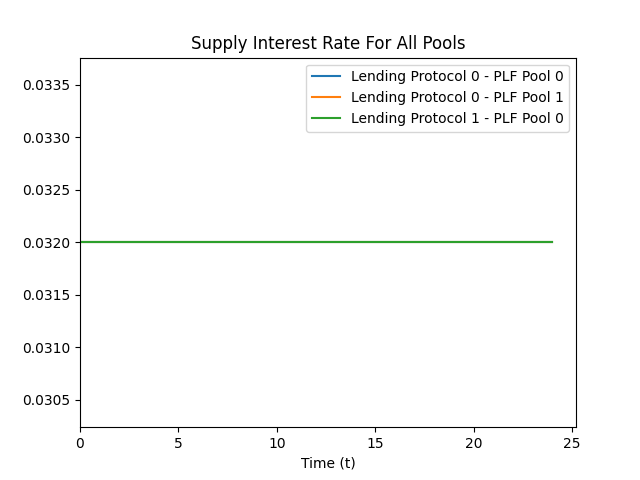 Supply Interest Rate For All Pools
Lending Protocol 0 - PLF Pool 0
Lending Protocol 0 - PLF Pool 1
Lending Protocol 1 - PLF Pool 0
0.0335
0.0330
0.0325
0.0320
0.0315
0.0310
0.0305
0 5 10 15 20 25
Time (t)